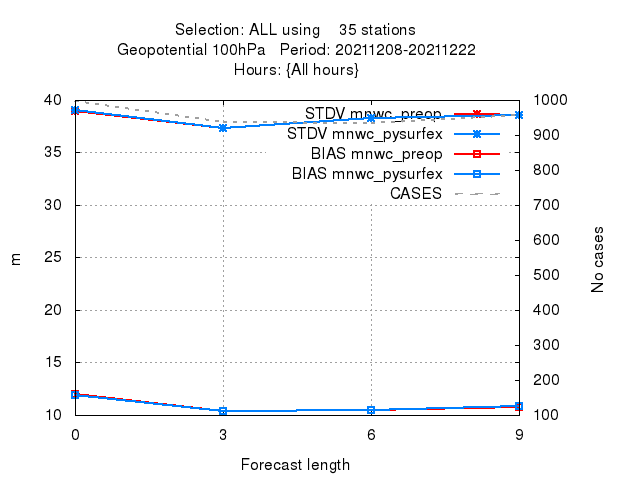 Selection: ALL using    35 stations
Geopotential 100hPa   Period: 20211208-20211222
Hours: {All hours}
40 1000
STDV mnwc_preop
900
STDV mnwc_pysurfex
35
BIAS mnwc_preop
800
BIAS mnwc_pysurfex
CASES
30 700
600
m
No cases
25
500
20 400
300
15
200
10 100
0 3 6 9
Forecast length